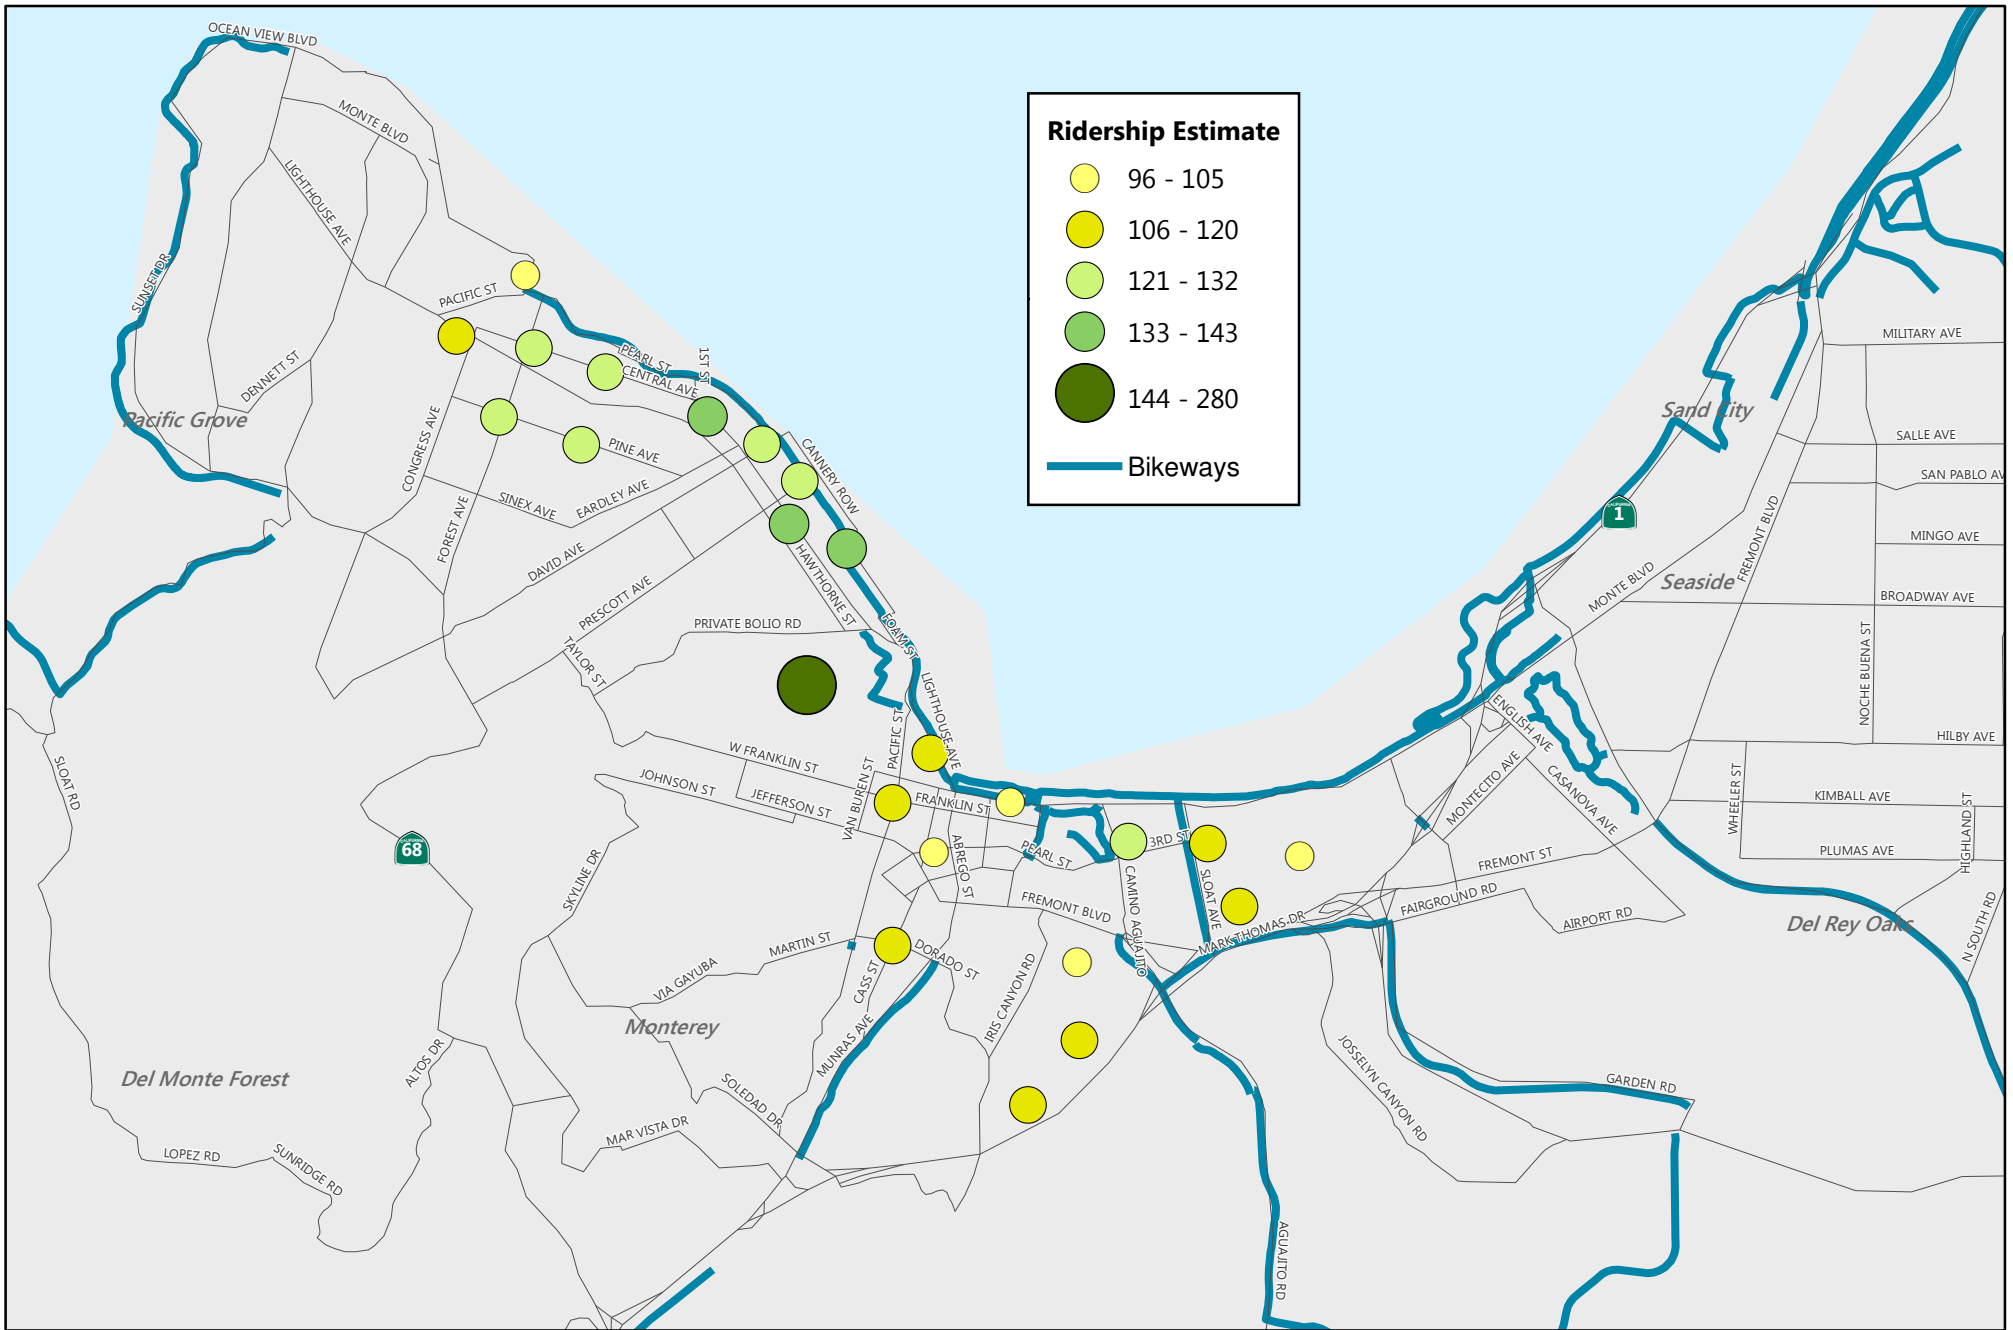 OCEAN VIEW BLVD
MONTE BLVD
LIGHTHOUSE AVE
SUNSET DR
PACIFIC ST
DENNETT ST
Pacific Grove
CONGRESS AVE
FOREST AVE
PEARL ST
CENTRAL AVE
1ST ST
PINE AVE
SINEX AVE
EARDLEY AVE
DAVID AVE
PRESCOTT AVE
CANNERY ROW
HAWTHORNE ST
FOAM ST
PRIVATE BOLIO RD
TAYLOR ST
LIGHTHOUSE AVE
PACIFIC ST
W FRANKLIN ST
JOHNSON ST
JEFFERSON ST
VAN BUREN ST
FRANKLIN ST
ABREGO ST
PEARL ST
3RD ST
SLOAT AVE
CAMINO AGUAJITO
FREMONT BLVD
MARK THOMAS DR
SKYLINE DR
MARTIN ST
VIA GAYUBA
CASS ST
DORADO ST
IRIS CANYON RD
MUNRAS AVE
Monterey
SOLEDAD DR
MAR VISTA DR
ALTOS DR
SLOAT RD
68
CALIFORNIA
Del Monte Forest
LOPEZ RD
SUNRIDGE RD
AGUAJITO RD
JOSSELYN CANYON RD
GARDEN RD
AIRPORT RD
FAIRGROUND RD
FREMONT ST
MONTECITO AVE
CASANOVA AVE
ENGLISH AVE
Ridership Estimate
96 - 105
106 - 120
121 - 132
133 - 143
144 - 280
Bikeways
CALIFORNIA
1
Sand City
Seaside
MONTE BLVD
FREMONT BLVD
MILITARY AVE
SALLE AVE
SAN PABLO AV
MINGO AVE
BROADWAY AVE
NOCHE BUENA ST
HILBY AVE
WHEELER ST
KIMBALL AVE
HIGHLAND ST
PLUMAS AVE
Del Rey Oaks
N SOUTH RD